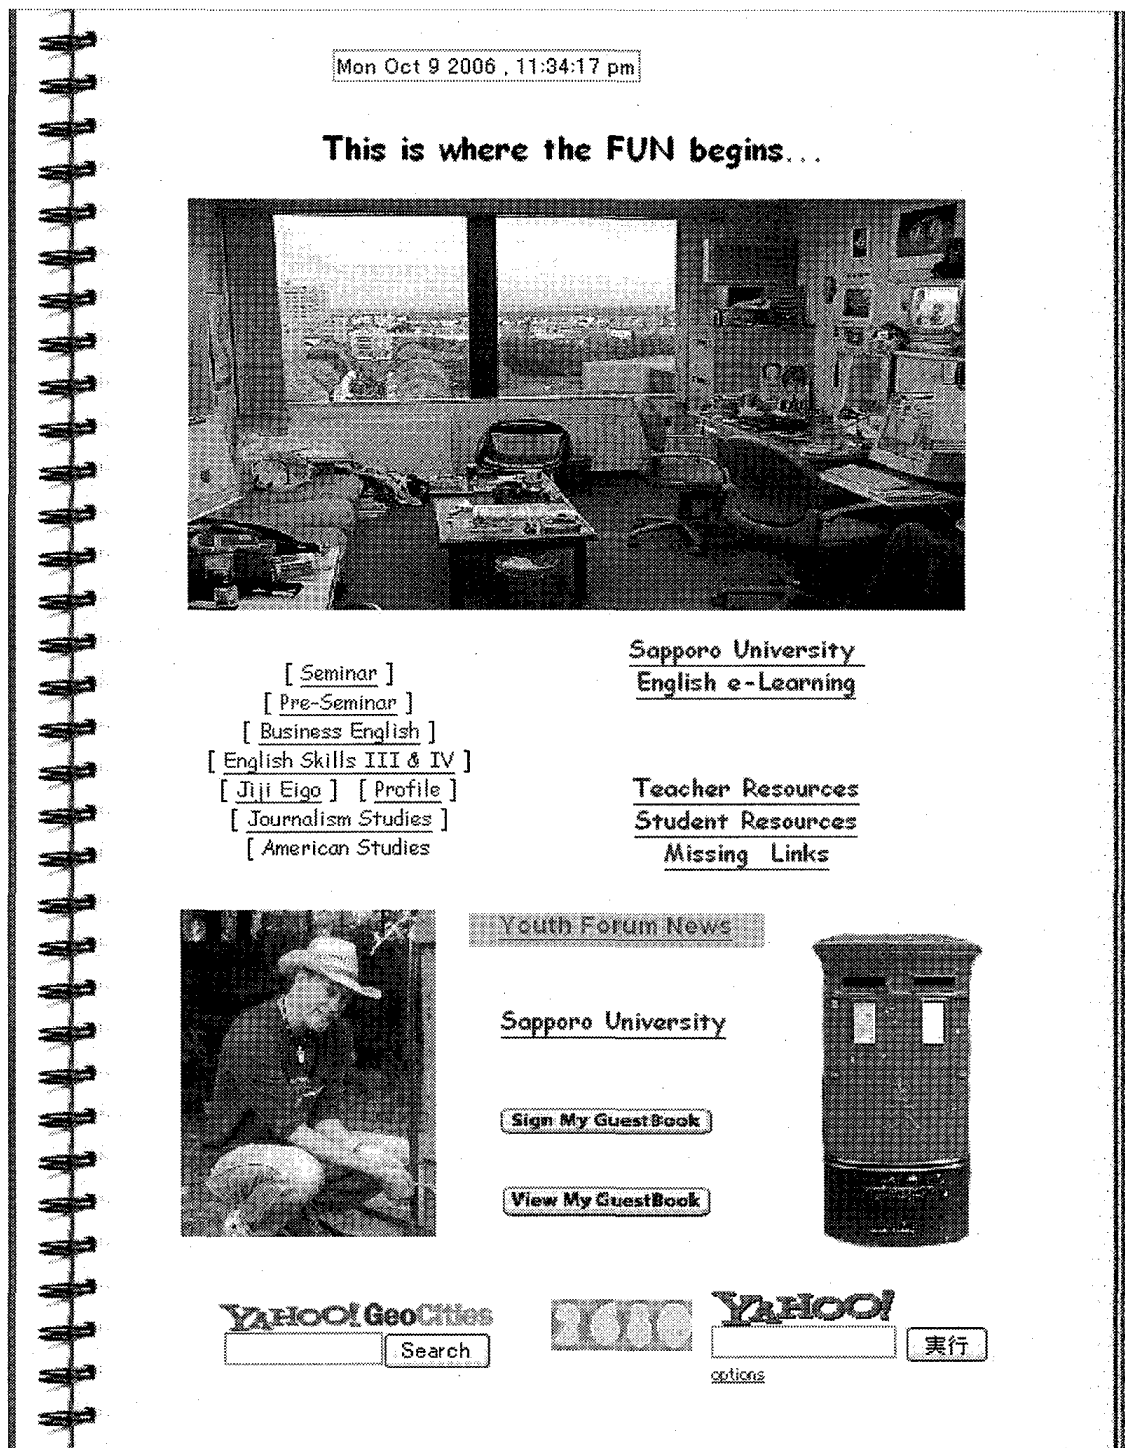 Mon Oct 9 2006 , 11:34:17 pm
This is where the FUN begins...
[ Seminar ]
[ Pre-Seminar ]
[ Business English ]
[ English Skills III & IV ]
[ Jiji Eigo ] [ Profile ]
[ Journalism Studies ]
[ American Studies
Sapporo University
English e-Learning
Teacher Resources
Student Resources
Missing Links
Youth Forum News
Sapporo University
Sign My GuestBook
View My GuestBook
YAHOO! GeoCities
Search
YAHOO!
実行
options